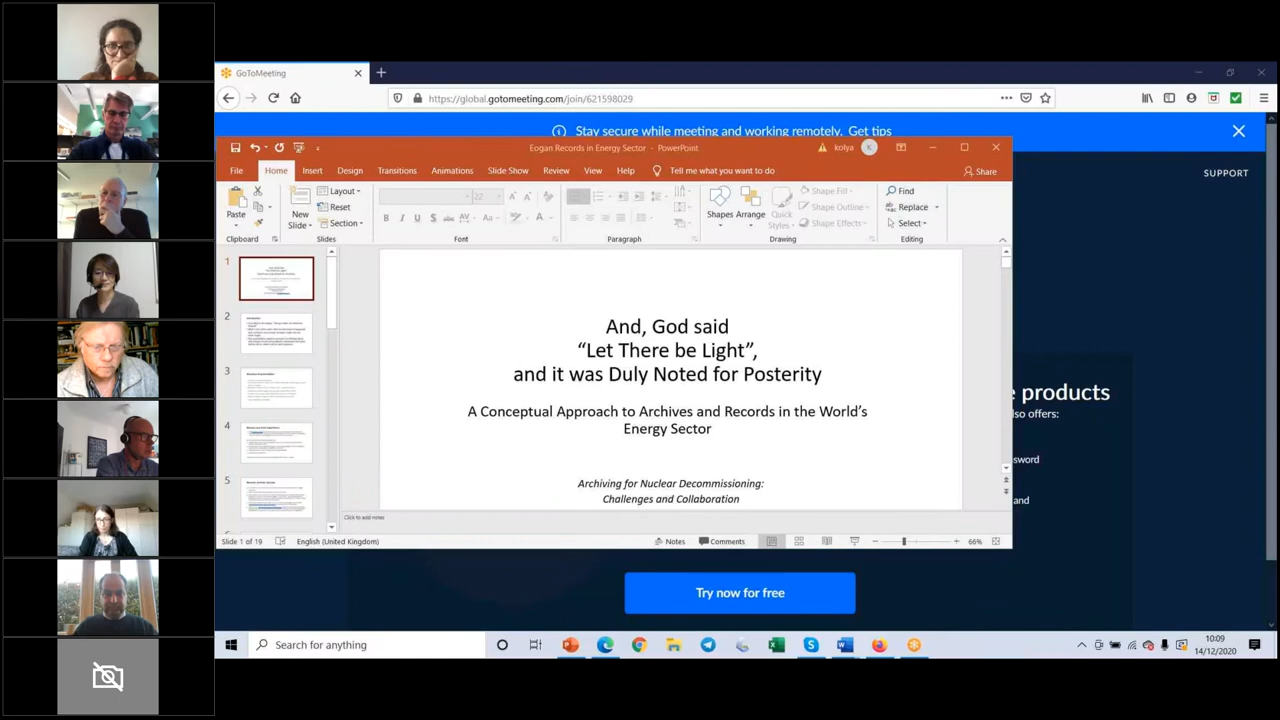 GoToMeeting
https://global.gotomeeting.com/join/621598029
Stay secure while meeting and working remotely. Get tips
SUPPORT
Eogan Records in Energy Sector - PowerPoint
kolya
K
File Home Insert Design Transitions Animations Slide Show Review View Help Tell me what you want to do
Share
Paste
New
Slide
Layout
Reset
Section
22
Shapes
Arrange
Quick
Styles
Shape Fill
Shape Outline
Shape Effects
Find
Replace
Select
Clipboard Slides Font Paragraph Drawing Editing
1
2
3
4
5
And, God said
“Let There be Light”,
and it was Duly Noted for Posterity
A Conceptual Approach to Archives and Records in the World’s
Energy Sector
Archiving for Nuclear Decommissioning:
Challenges and Collaboration
Click to add notes
Slide 1 of 19 English (United Kingdom) Notes Comments 66%
e products
lso offers:
sword
and
Try now for free
Search for anything
10:09
14/12/2020